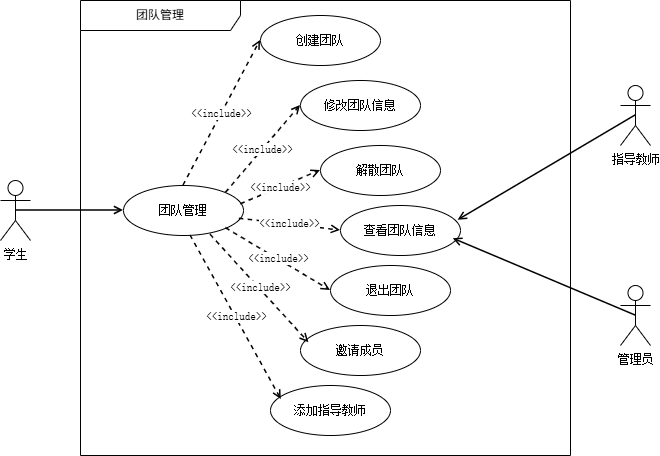 团队管理
创建团队
<<include>>
修改团队信息
<<include>>
解散团队
<<include>>
团队管理
学生
<<include>>
查看团队信息
指导教师
<<include>>
退出团队
<<include>>
邀请成员
<<include>>
添加指导教师
管理员